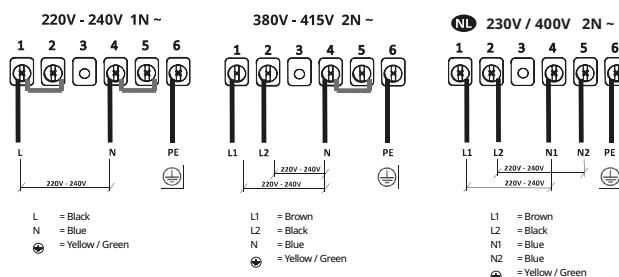 220V - 240V 1N ~
1 2 3 4 5 6
L N PE
220V - 240V
L = Black
N = Blue
= Yellow / Green
380V - 415V 2N ~
1 2 3 4 5 6
L1 L2 N PE
220V - 240V
220V - 240V
L1 = Brown
L2 = Black
N = Blue
= Yellow / Green
NL 230V / 400V 2N ~
1 2 3 4 5 6
L1 L2 N1 N2 PE
220V - 240V
220V - 240V
L1 = Brown
L2 = Black
N1 = Blue
N2 = Blue
= Yellow / Green